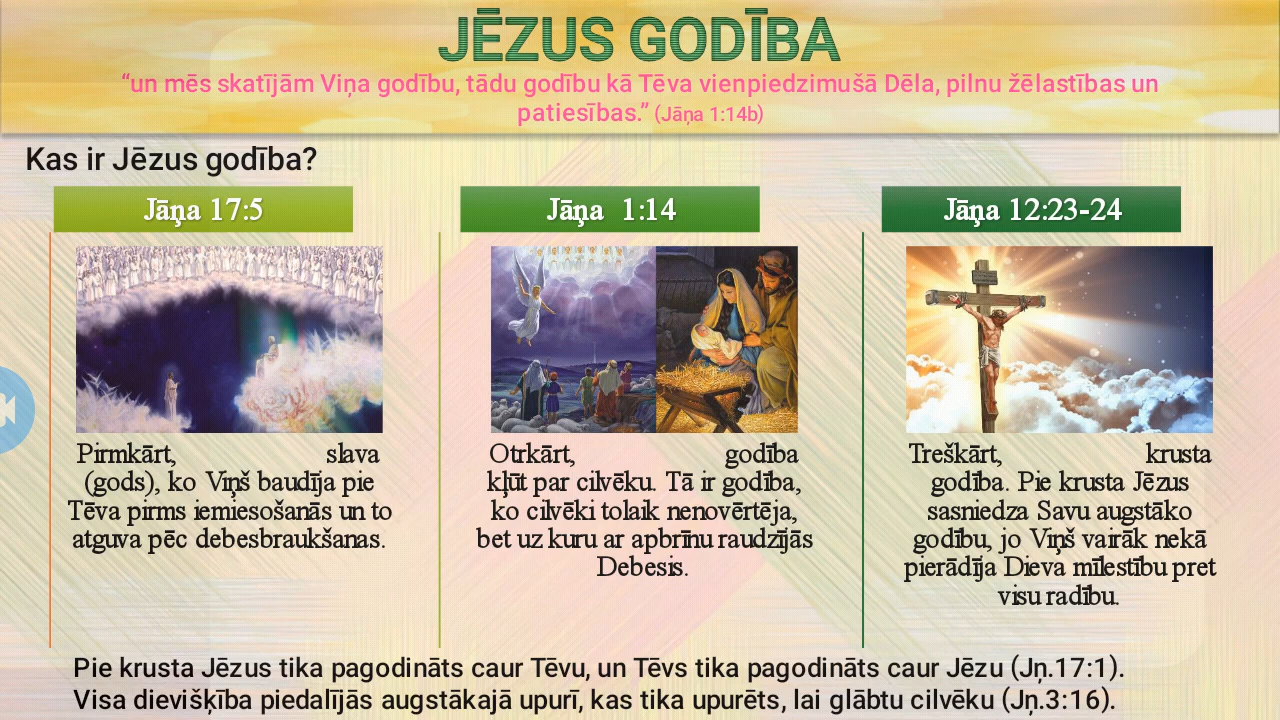 JĒZUS GODĪBA
“un mēs skatījām Viņa godību, tādu godību kā Tēva vienpiedzimušā Dēla, pilnu žēlastības un
patiesības.” (Jāņa 1:14b)
Kas ir Jēzus godība?
Jāņa 17:5
Pirmkārt, slava
(gods), ko Viņš baudīja pie
Tēva pirms iemiesošanās un to
atguva pēc debesbraukšanas.
Jāņa 1:14
Otrkārt, godība
kļūt par cilvēku. Tā ir godība,
ko cilvēki tolaik nenovērtēja,
bet uz kuru ar apbrīnu raudzījās
Debesis.
Jāņa 12:23-24
Treškārt, krusta
godība. Pie krusta Jēzus
sasniedza Savu augstāko
godību, jo Viņš vairāk nekā
pierādīja Dieva mīlestību pret
visu radību.
Pie krusta Jēzus tika pagodināts caur Tēvu, un Tēvs tika pagodināts caur Jēzu (Jņ.17:1).
Visa dievišķība piedalījās augstākajā upurī, kas tika upurēts, lai glābtu cilvēku (Jņ.3:16).